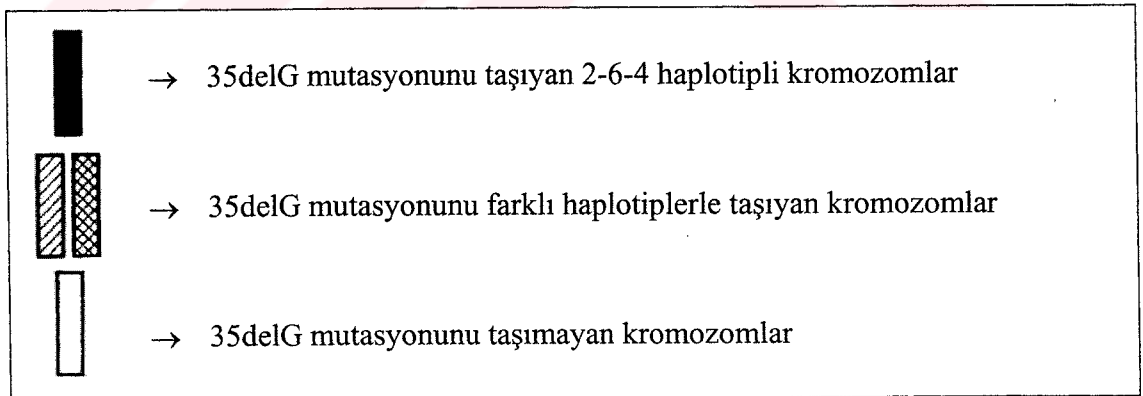 → 35delG mutasyonunu taşıyan 2-6-4 haplotipli kromozomlar
→ 35delG mutasyonunu farklı haplotiplerle taşıyan kromozomlar
→ 35delG mutasyonunu taşımayan kromozomlar